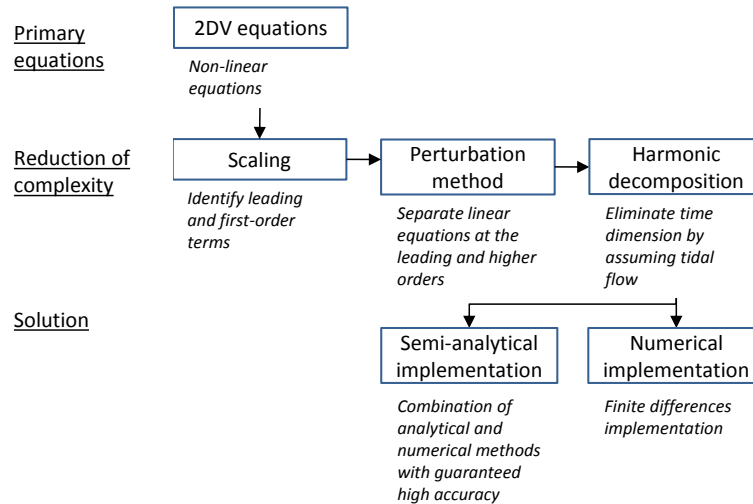 Primary
equations
2DV equations
Non-linear
equations
Reduction of
complexity
Scaling
Identify leading
and first-order
terms
Perturbation
method
Separate linear
equations at the
leading and higher
orders
Harmonic
decomposition
Eliminate time
dimension by
assuming tidal
flow
Solution
Semi-analytical
implementation
Combination of
analytical and
numerical methods
with guaranteed
high accuracy
Numerical
implementation
Finite differences
implementation